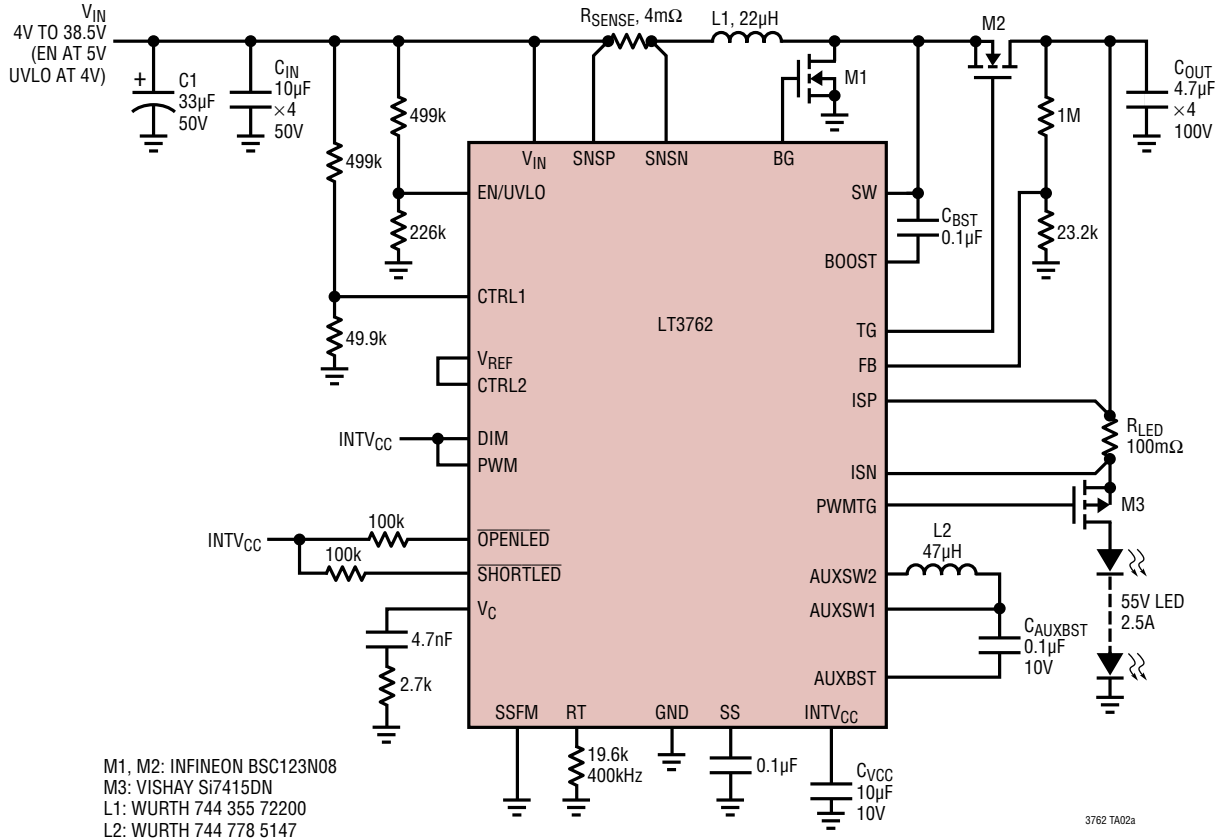 V_IN
4V TO 38.5V
(EN AT 5V
UVLO AT 4V)
R_SENSE, 4mΩ
L1, 22µH
M2
+
C1
33µF
50V
C_IN
10µF
×4
50V
499k
499k
M1
1M
C_OUT
4.7µF
×4
100V
V_IN
SNSP
SNSN
BG
EN/UVLO
226k
SW
C_BST
0.1µF
BOOST
23.2k
CTRL1
49.9k
LT3762
TG
FB
V_REF
CTRL2
ISP
R_LED
100mΩ
INTV_CC
DIM
PWM
ISN
PWMTG
M3
INTV_CC
100k
OPENLED
100k
SHORTLED
L2
47µH
AUXSW2
AUXSW1
55V LED
2.5A
V_C
4.7nF
2.7k
C_AUXBST
0.1µF
10V
AUXBST
SSFM
RT
GND
SS
INTV_CC
19.6k
400kHz
0.1µF
C_VCC
10µF
10V
M1, M2: INFINEON BSC123N08
M3: VISHAY Si7415DN
L1: WURTH 744 355 72200
L2: WURTH 744 778 5147
3762 TA02a